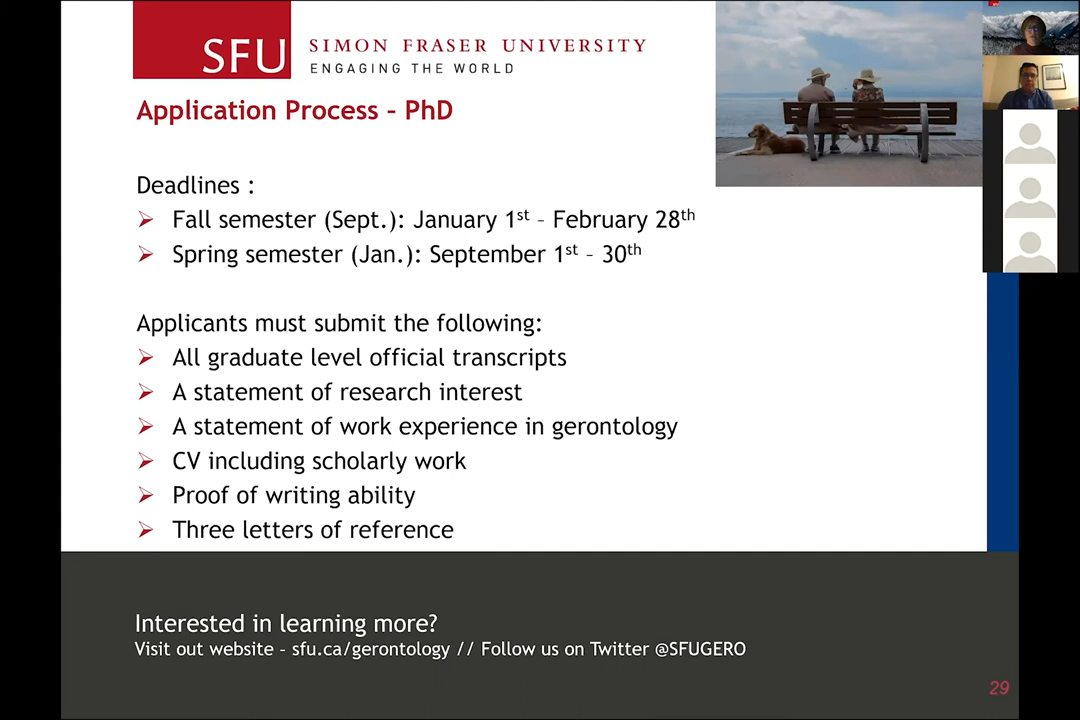 SFU
SIMON FRASER UNIVERSITY
ENGAGING THE WORLD
Application Process – PhD
Deadlines :
Fall semester (Sept.): January 1st – February 28th
Spring semester (Jan.): September 1st – 30th
Applicants must submit the following:
All graduate level official transcripts
A statement of research interest
A statement of work experience in gerontology
CV including scholarly work
Proof of writing ability
Three letters of reference
Interested in learning more?
Visit out website – sfu.ca/gerontology // Follow us on Twitter @SFUGERO
29